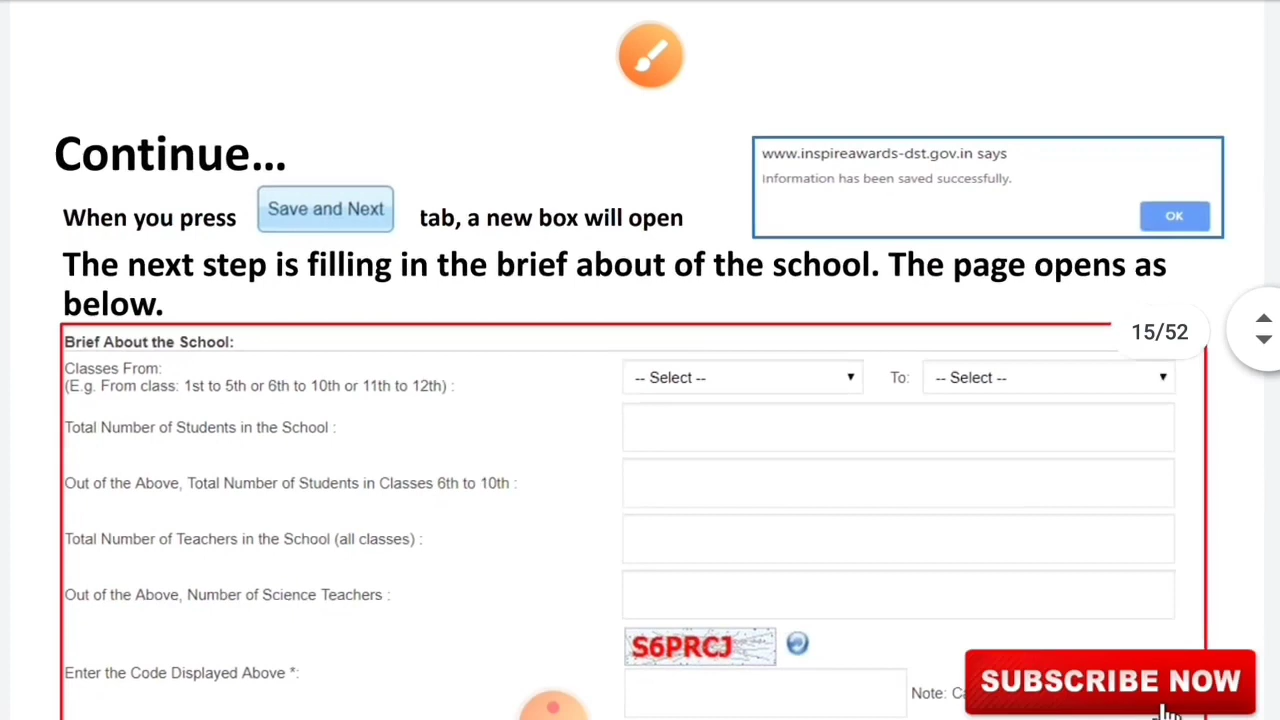 Continue...
www.inspireawards-dst.gov.in says
Information has been saved successfully.
OK
When you press Save and Next tab, a new box will open
The next step is filling in the brief about of the school. The page opens as
below.
15/52
Brief About the School:
Classes From:
(E.g. From class: 1st to 5th or 6th to 10th or 11th to 12th) : -- Select -- To: -- Select --
Total Number of Students in the School :
Out of the Above, Total Number of Students in Classes 6th to 10th :
Total Number of Teachers in the School (all classes) :
Out of the Above, Number of Science Teachers :
S6PRCJ
Enter the Code Displayed Above *:
Note:
SUBSCRIBE NOW